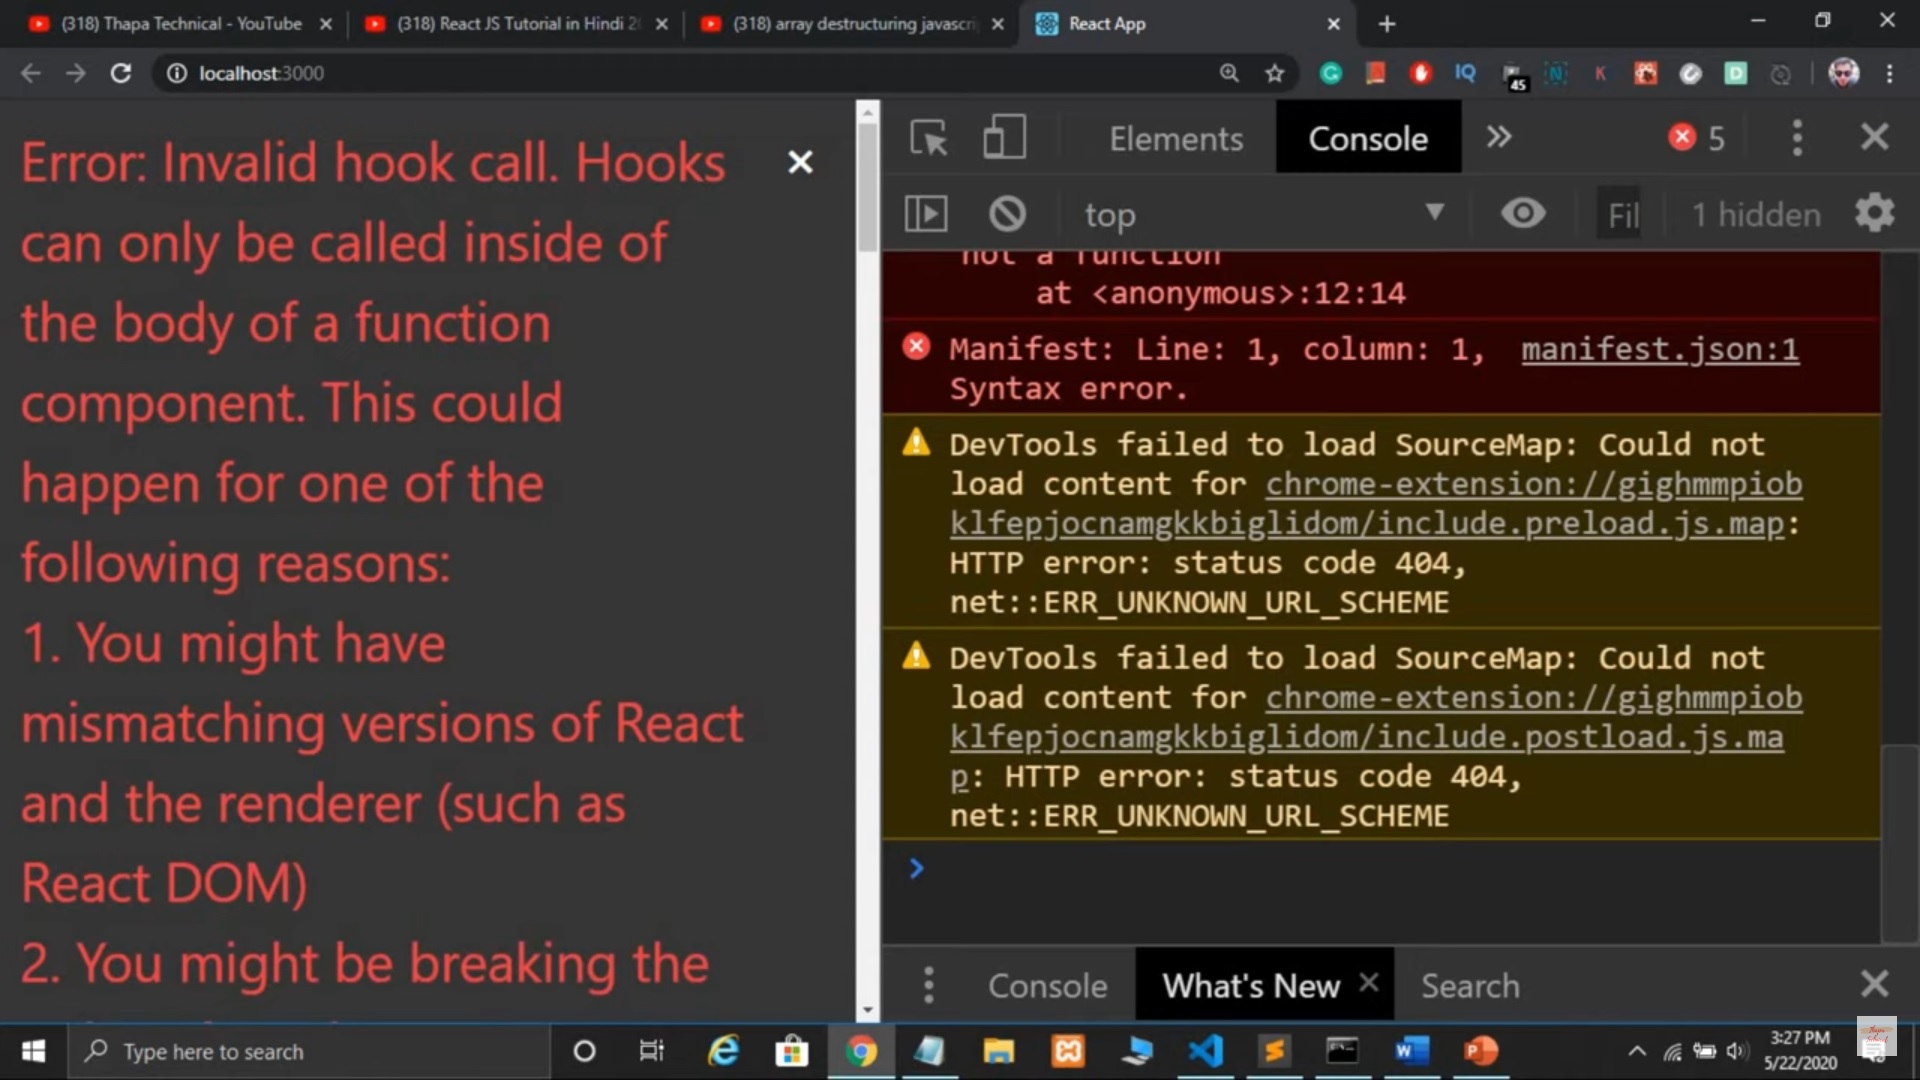 (318) Thapa Technical - YouTube
(318) React JS Tutorial in Hindi 2
(318) array destructuring javascri
React App
localhost:3000
IQ
45
N
K
D
Error: Invalid hook call. Hooks
can only be called inside of
the body of a function
component. This could
happen for one of the
following reasons:
1. You might have
mismatching versions of React
and the renderer (such as
React DOM)
2. You might be breaking the
Elements
Console
5
top
Fil
1 hidden
not a function
at <anonymous>:12:14
Manifest: Line: 1, column: 1, manifest.json:1
Syntax error.
DevTools failed to load SourceMap: Could not
load content for chrome-extension://gighmmpiob
klfepjocnamgkkbiglidom/include.preload.js.map:
HTTP error: status code 404,
net::ERR_UNKNOWN_URL_SCHEME
DevTools failed to load SourceMap: Could not
load content for chrome-extension://gighmmpiob
klfepjocnamgkkbiglidom/include.postload.js.ma
p: HTTP error: status code 404,
net::ERR_UNKNOWN_URL_SCHEME
Console
What's New
Search
Type here to search
3:27 PM
5/22/2020